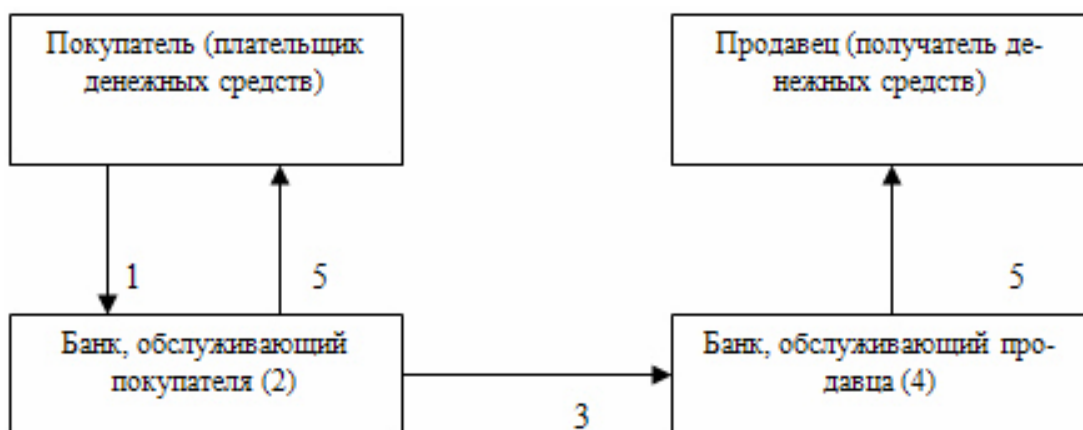 Покупатель (плательщик
денежных средств)
Продавец (получатель де-
нежных средств)
1
5
5
Банк, обслуживающий
покупателя (2)
Банк, обслуживающий про-
давца (4)
3